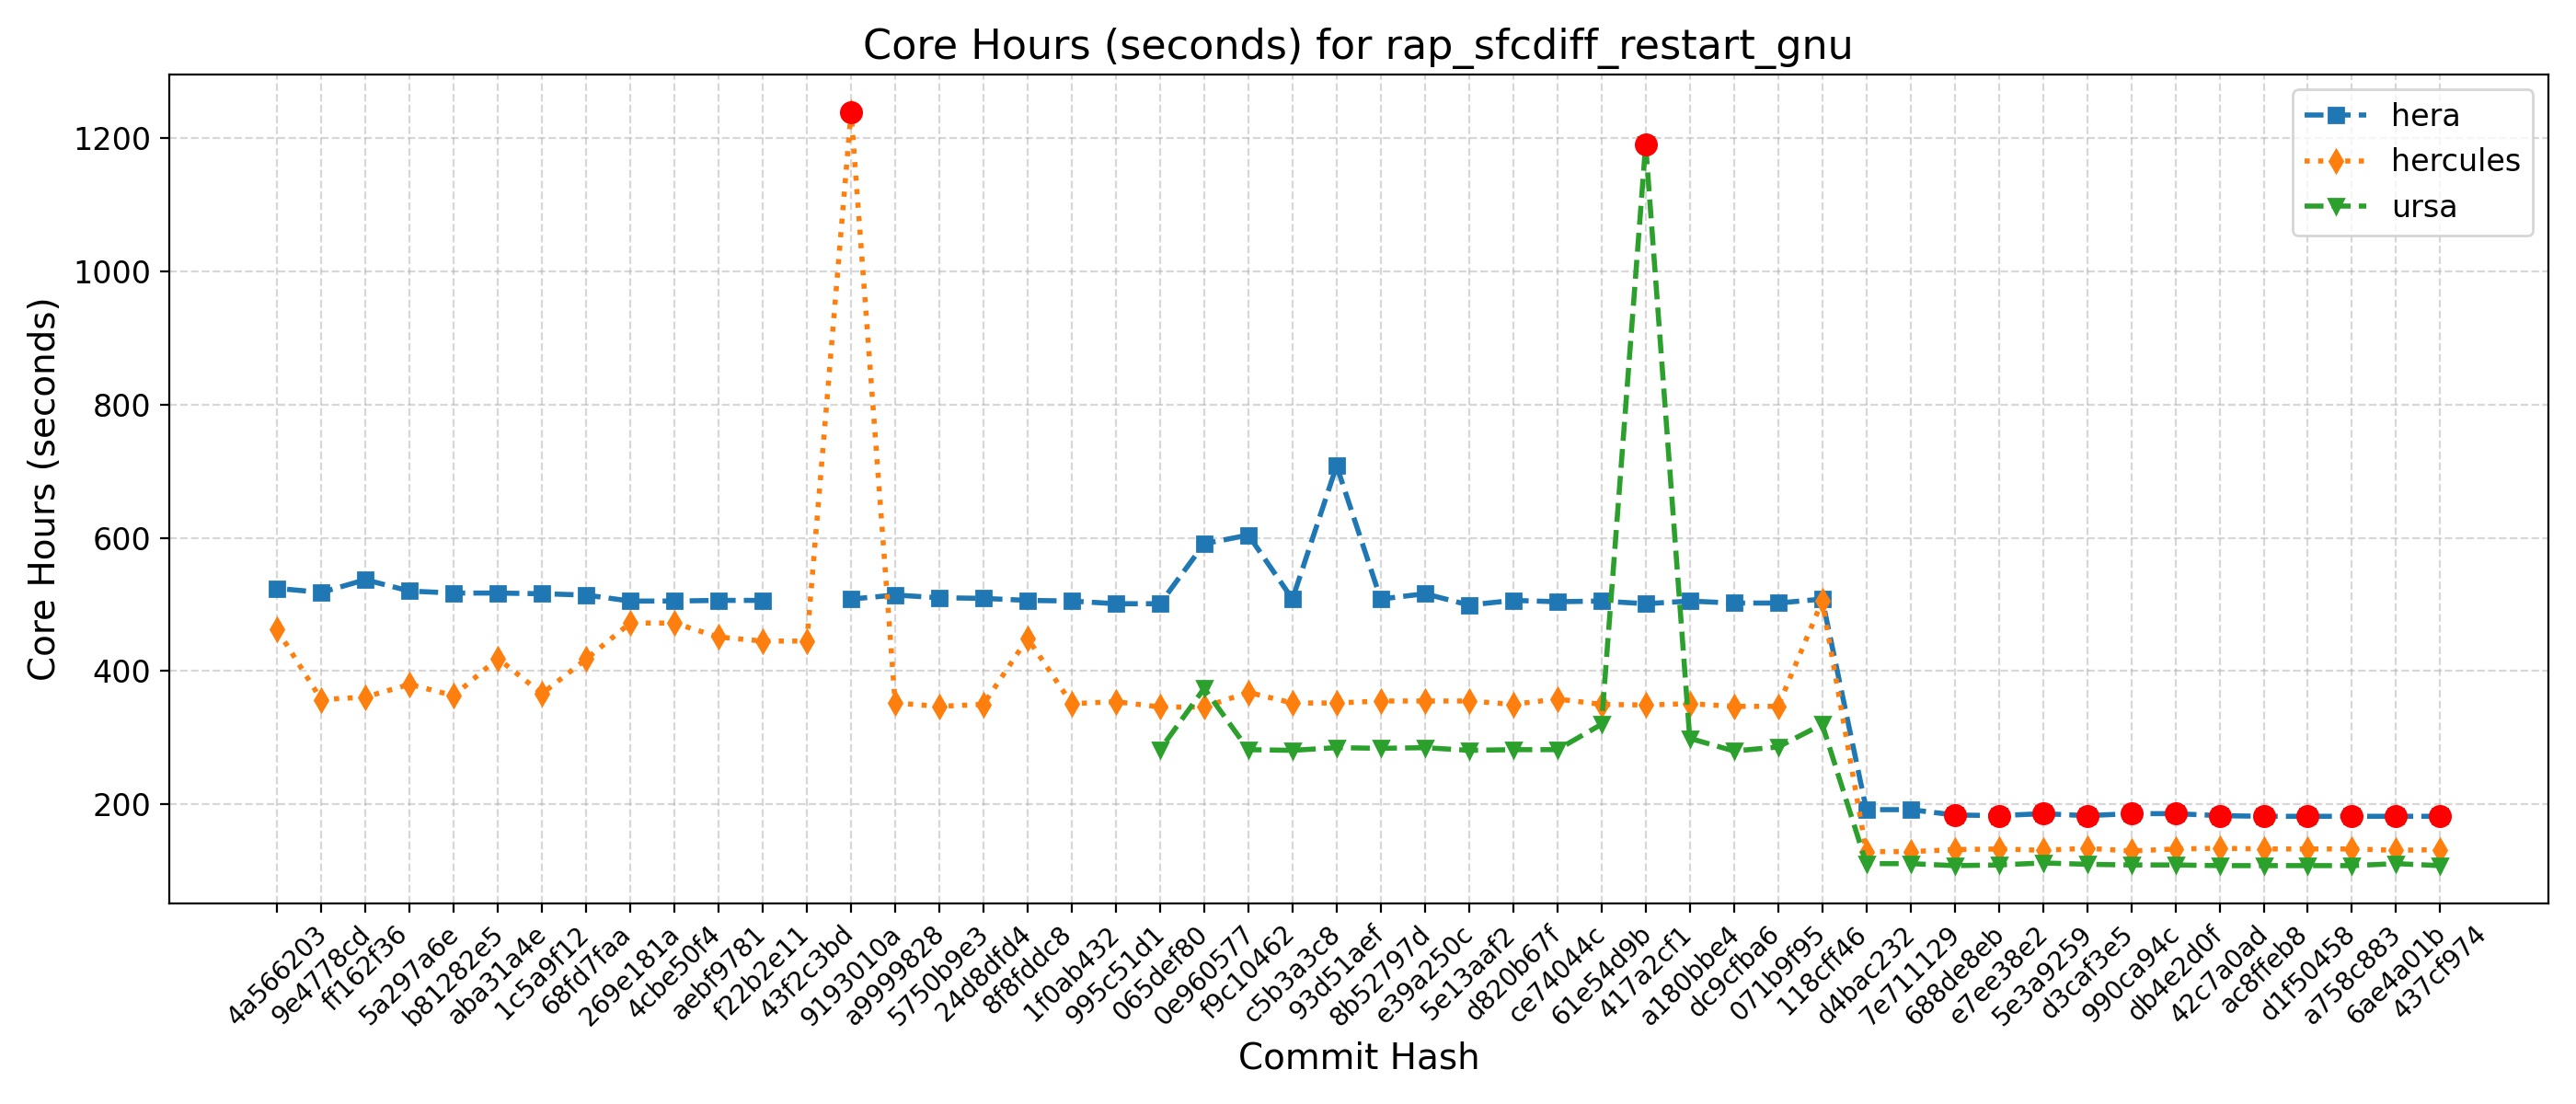 Core Hours (seconds) for rap_sfcdiff_restart_gnu
hera
hercules
ursa
Core Hours (seconds)
1200
1000
800
600
400
200
4a566203
9e4778cd
ff162f36
5a297a6e
b81282e5
aba31a4e
1c5a9f12
68fd7faa
269e181a
4cbe50f4
aebf9781
f22b2e11
43f2c3bd
9193010a
a9999828
5750b9e3
24d8dfd4
8f8fddc8
1f0ab432
995c51d1
065def80
0e960577
f9c10462
c5b3a3c8
93d51aef
8b52797d
e39a250c
5e13aaf2
d820b67f
ce74044c
61e54d9b
417a2cf1
a180bbe4
dc9cfba6
071b9f95
118cff46
d4bac232
7e711129
688de8eb
e7ee38e2
5e3a9259
d3caf3e5
990ca94c
db4e2d0f
42c7a0ad
ac8ffeb8
d1f50458
a758c883
6ae4a01b
437cf974
Commit Hash